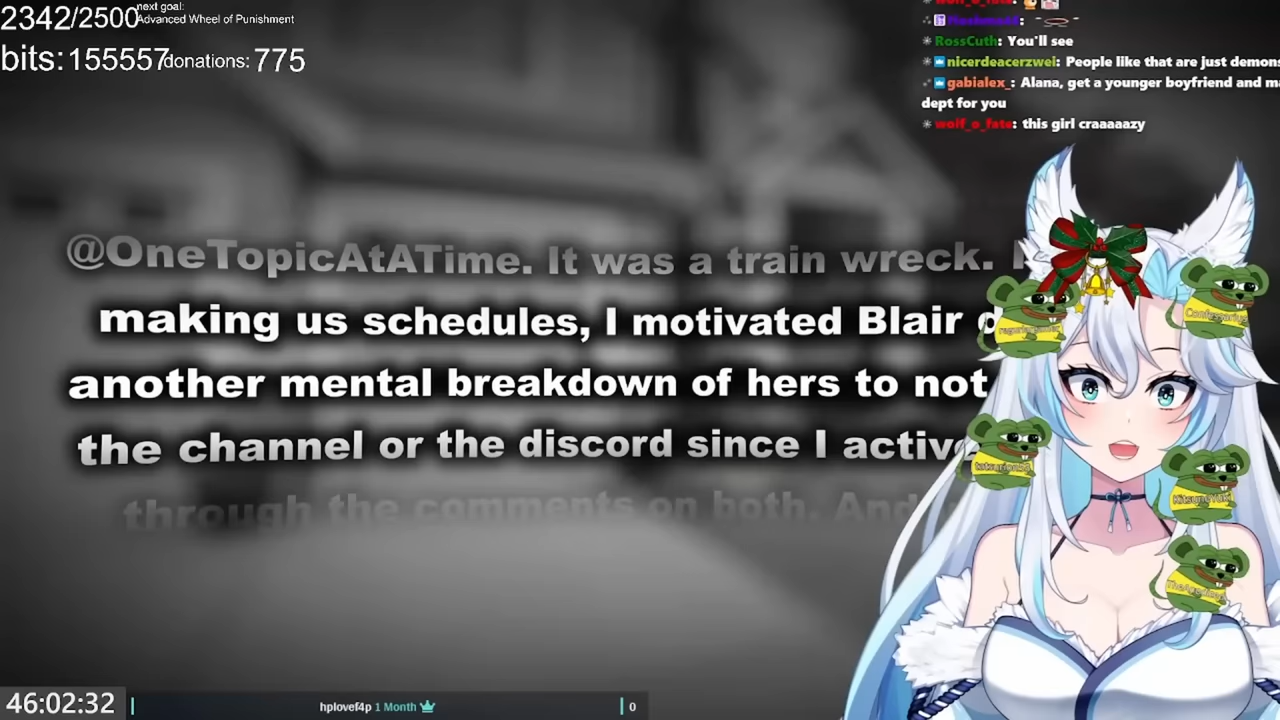 2342/2500
next goal:
Advanced Wheel of Punishment
bits: 155557
donations: 775
RossCuth: You'll see
nicerdeacerzwei: People like that are just demons
gabialex_: Alana, get a younger boyfriend and ma
dept for you
wolf_o_fate: this girl craaaaazy
@OneTopicAtATime. It was a train wreck. I
making us schedules, I motivated Blair d
another mental breakdown of hers to not
the channel or the discord since I active
through the comments on both. And
46:02:32
hplovef4p 1 Month
0